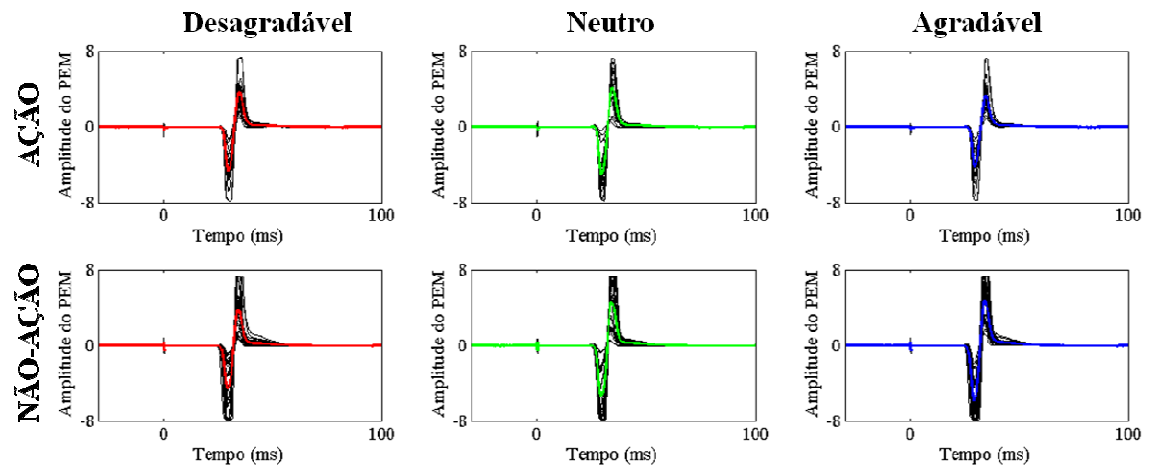 Desagradável Neutro Agradável
AÇÃO
Amplitude do PEM
8
0
-8
0 100
Tempo (ms)
Amplitude do PEM
8
0
-8
0 100
Tempo (ms)
Amplitude do PEM
8
0
-8
0 100
Tempo (ms)
NÃO-AÇÃO
Amplitude do PEM
8
0
-8
0 100
Tempo (ms)
Amplitude do PEM
8
0
-8
0 100
Tempo (ms)
Amplitude do PEM
8
0
-8
0 100
Tempo (ms)